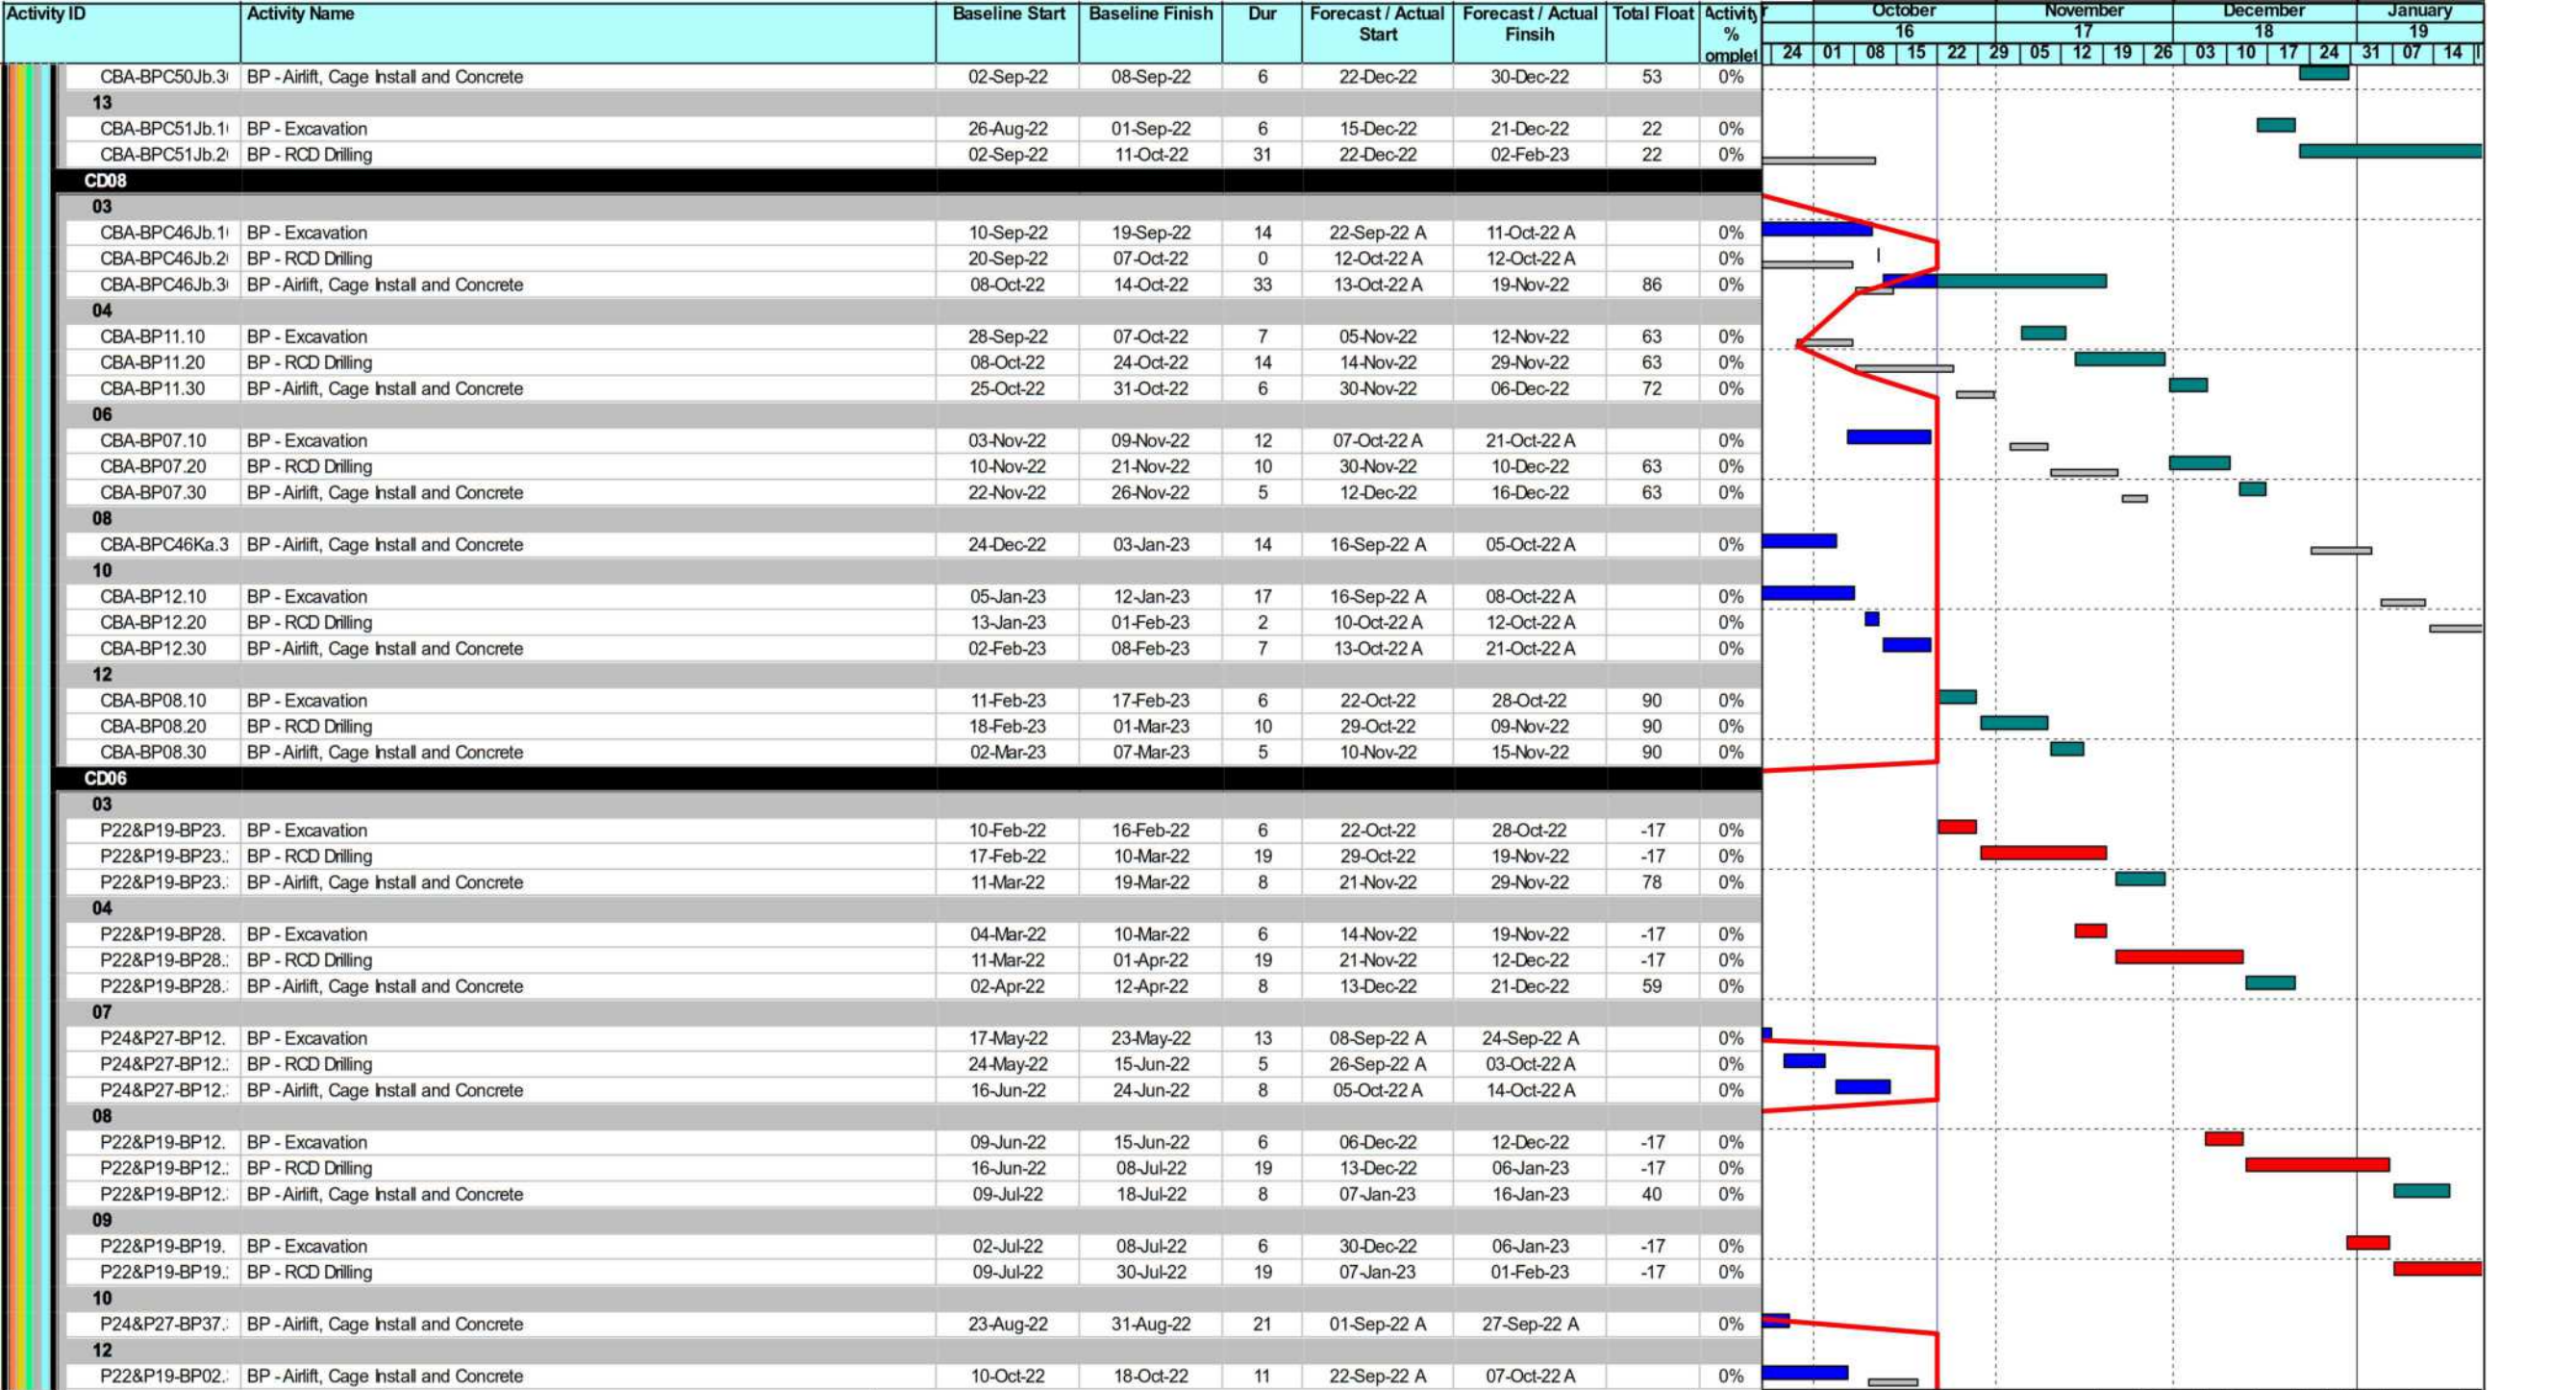 Activity ID Activity Name Baseline Start Baseline Finish Dur Forecast / Actual Start Forecast / Actual Finsih Total Float Activity % omple
r October November December January
16 17 18 19
24 01 08 15 22 29 05 12 19 26 03 10 17 24 31 07 14
CBA-BPC50Jb.3 BP - Airlift, Cage Install and Concrete 02-Sep-22 08-Sep-22 6 22-Dec-22 30-Dec-22 53 0%
13
CBA-BPC51Jb.1 BP - Excavation 26-Aug-22 01-Sep-22 6 15-Dec-22 21-Dec-22 22 0%
CBA-BPC51Jb.2 BP - RCD Drilling 02-Sep-22 11-Oct-22 31 22-Dec-22 02-Feb-23 22 0%
CD08
03
CBA-BPC46Jb.1 BP - Excavation 10-Sep-22 19-Sep-22 14 22-Sep-22 A 11-Oct-22 A 0%
CBA-BPC46Jb.2 BP - RCD Drilling 20-Sep-22 07-Oct-22 0 12-Oct-22 A 12-Oct-22 A 0%
CBA-BPC46Jb.3 BP - Airlift, Cage Install and Concrete 08-Oct-22 14-Oct-22 33 13-Oct-22 A 19-Nov-22 86 0%
04
CBA-BP11.10 BP - Excavation 28-Sep-22 07-Oct-22 7 05-Nov-22 12-Nov-22 63 0%
CBA-BP11.20 BP - RCD Drilling 08-Oct-22 24-Oct-22 14 14-Nov-22 29-Nov-22 63 0%
CBA-BP11.30 BP - Airlift, Cage Install and Concrete 25-Oct-22 31-Oct-22 6 30-Nov-22 06-Dec-22 72 0%
06
CBA-BP07.10 BP - Excavation 03-Nov-22 09-Nov-22 12 07-Oct-22 A 21-Oct-22 A 0%
CBA-BP07.20 BP - RCD Drilling 10-Nov-22 21-Nov-22 10 30-Nov-22 10-Dec-22 63 0%
CBA-BP07.30 BP - Airlift, Cage Install and Concrete 22-Nov-22 26-Nov-22 5 12-Dec-22 16-Dec-22 63 0%
08
CBA-BPC46Ka.3 BP - Airlift, Cage Install and Concrete 24-Dec-22 03-Jan-23 14 16-Sep-22 A 05-Oct-22 A 0%
10
CBA-BP12.10 BP - Excavation 05-Jan-23 12-Jan-23 17 16-Sep-22 A 08-Oct-22 A 0%
CBA-BP12.20 BP - RCD Drilling 13-Jan-23 01-Feb-23 2 10-Oct-22 A 12-Oct-22 A 0%
CBA-BP12.30 BP - Airlift, Cage Install and Concrete 02-Feb-23 08-Feb-23 7 13-Oct-22 A 21-Oct-22 A 0%
12
CBA-BP08.10 BP - Excavation 11-Feb-23 17-Feb-23 6 22-Oct-22 28-Oct-22 90 0%
CBA-BP08.20 BP - RCD Drilling 18-Feb-23 01-Mar-23 10 29-Oct-22 09-Nov-22 90 0%
CBA-BP08.30 BP - Airlift, Cage Install and Concrete 02-Mar-23 07-Mar-23 5 10-Nov-22 15-Nov-22 90 0%
CD06
03
P22&P19-BP23. BP - Excavation 10-Feb-22 16-Feb-22 6 22-Oct-22 28-Oct-22 -17 0%
P22&P19-BP23. BP - RCD Drilling 17-Feb-22 10-Mar-22 19 29-Oct-22 19-Nov-22 -17 0%
P22&P19-BP23. BP - Airlift, Cage Install and Concrete 11-Mar-22 19-Mar-22 8 21-Nov-22 29-Nov-22 78 0%
04
P22&P19-BP28. BP - Excavation 04-Mar-22 10-Mar-22 6 14-Nov-22 19-Nov-22 -17 0%
P22&P19-BP28. BP - RCD Drilling 11-Mar-22 01-Apr-22 19 21-Nov-22 12-Dec-22 -17 0%
P22&P19-BP28. BP - Airlift, Cage Install and Concrete 02-Apr-22 12-Apr-22 8 13-Dec-22 21-Dec-22 59 0%
07
P24&P27-BP12. BP - Excavation 17-May-22 23-May-22 13 08-Sep-22 A 24-Sep-22 A 0%
P24&P27-BP12. BP - RCD Drilling 24-May-22 15-Jun-22 5 26-Sep-22 A 03-Oct-22 A 0%
P24&P27-BP12. BP - Airlift, Cage Install and Concrete 16-Jun-22 24-Jun-22 8 05-Oct-22 A 14-Oct-22 A 0%
08
P22&P19-BP12. BP - Excavation 09-Jun-22 15-Jun-22 6 06-Dec-22 12-Dec-22 -17 0%
P22&P19-BP12. BP - RCD Drilling 16-Jun-22 08-Jul-22 19 13-Dec-22 06-Jan-23 -17 0%
P22&P19-BP12. BP - Airlift, Cage Install and Concrete 09-Jul-22 18-Jul-22 8 07-Jan-23 16-Jan-23 40 0%
09
P22&P19-BP19. BP - Excavation 02-Jul-22 08-Jul-22 6 30-Dec-22 06-Jan-23 -17 0%
P22&P19-BP19. BP - RCD Drilling 09-Jul-22 30-Jul-22 19 07-Jan-23 01-Feb-23 -17 0%
10
P24&P27-BP37. BP - Airlift, Cage Install and Concrete 23-Aug-22 31-Aug-22 21 01-Sep-22 A 27-Sep-22 A 0%
12
P22&P19-BP02. BP - Airlift, Cage Install and Concrete 10-Oct-22 18-Oct-22 11 22-Sep-22 A 07-Oct-22 A 0%